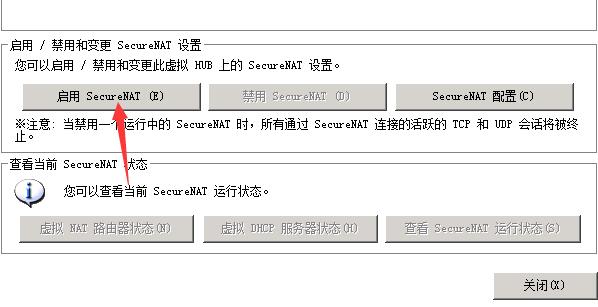 启用 / 禁用和变更 SecureNAT 设置
您可以启用 / 禁用和变更此虚拟 HUB 上的 SecureNAT 设置。
启用 SecureNAT (E)
禁用 SecureNAT (D)
SecureNAT 配置(C)
※注意: 当禁用一个运行中的 SecureNAT 时，所有通过 SecureNAT 连接的活跃的 TCP 和 UDP 会话将被终
止。
查看当前 SecureNAT 状态
您可以查看当前 SecureNAT 运行状态。
虚拟 NAT 路由器状态(N)
虚拟 DHCP 服务器状态(H)
查看 SecureNAT 运行状态(S)
关闭(X)